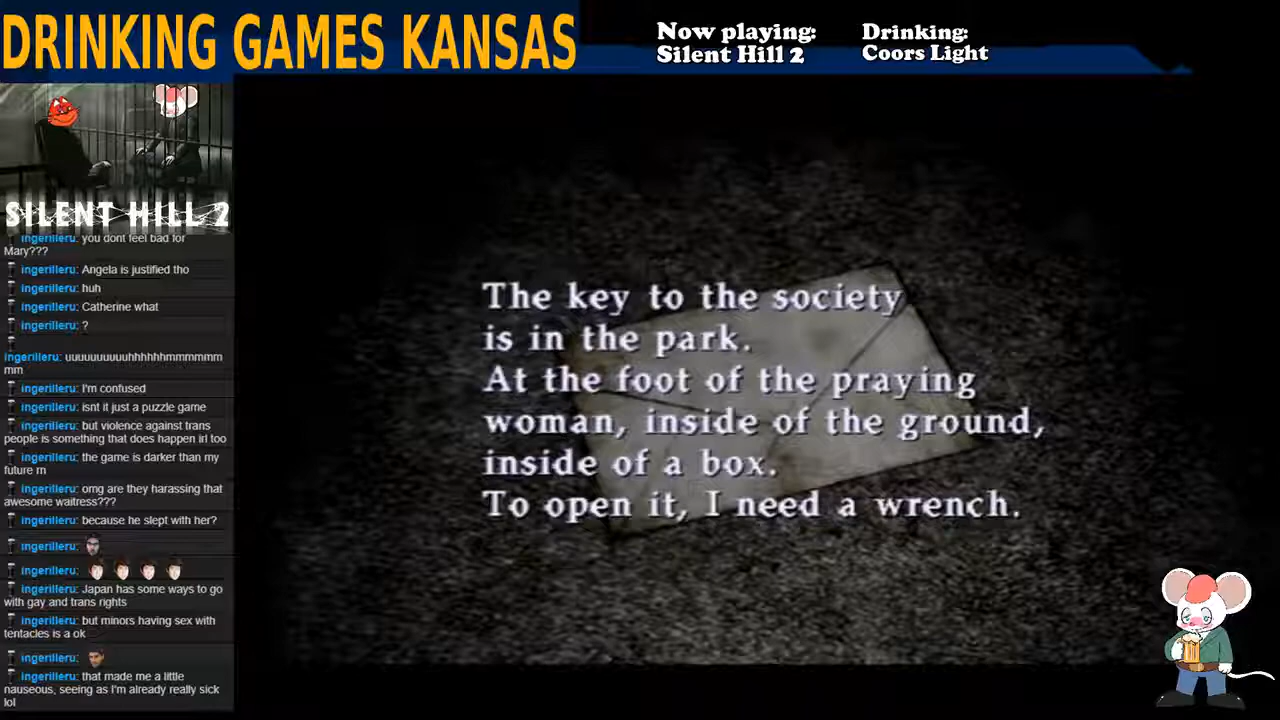 DRINKING GAMES KANSAS
Now playing:
Silent Hill 2
Drinking:
Coors Light
SILENT HILL 2
ingerilleru: you dont feel bad for
Mary???
ingerilleru: Angela is justified tho
ingerilleru: huh
ingerilleru: Catherine what
ingerilleru: ?
ingerilleru: uuuuuuuuuuhhhhhhmmmmmm
mm
ingerilleru: I'm confused
ingerilleru: isnt it just a puzzle game
ingerilleru: but violence against trans
people is something that does happen irl too
ingerilleru: the game is darker than my
future rn
ingerilleru: omg are they harassing that
awesome waitress???
ingerilleru: because he slept with her?
ingerilleru:
ingerilleru:
ingerilleru: Japan has some ways to go
with gay and trans rights
ingerilleru: but minors having sex with
tentacles is a ok
ingerilleru:
ingerilleru: that made me a little
nauseous, seeing as I'm already really sick
lol
The key to the society
is in the park.
At the foot of the praying
woman, inside of the ground,
inside of a box.
To open it, I need a wrench.